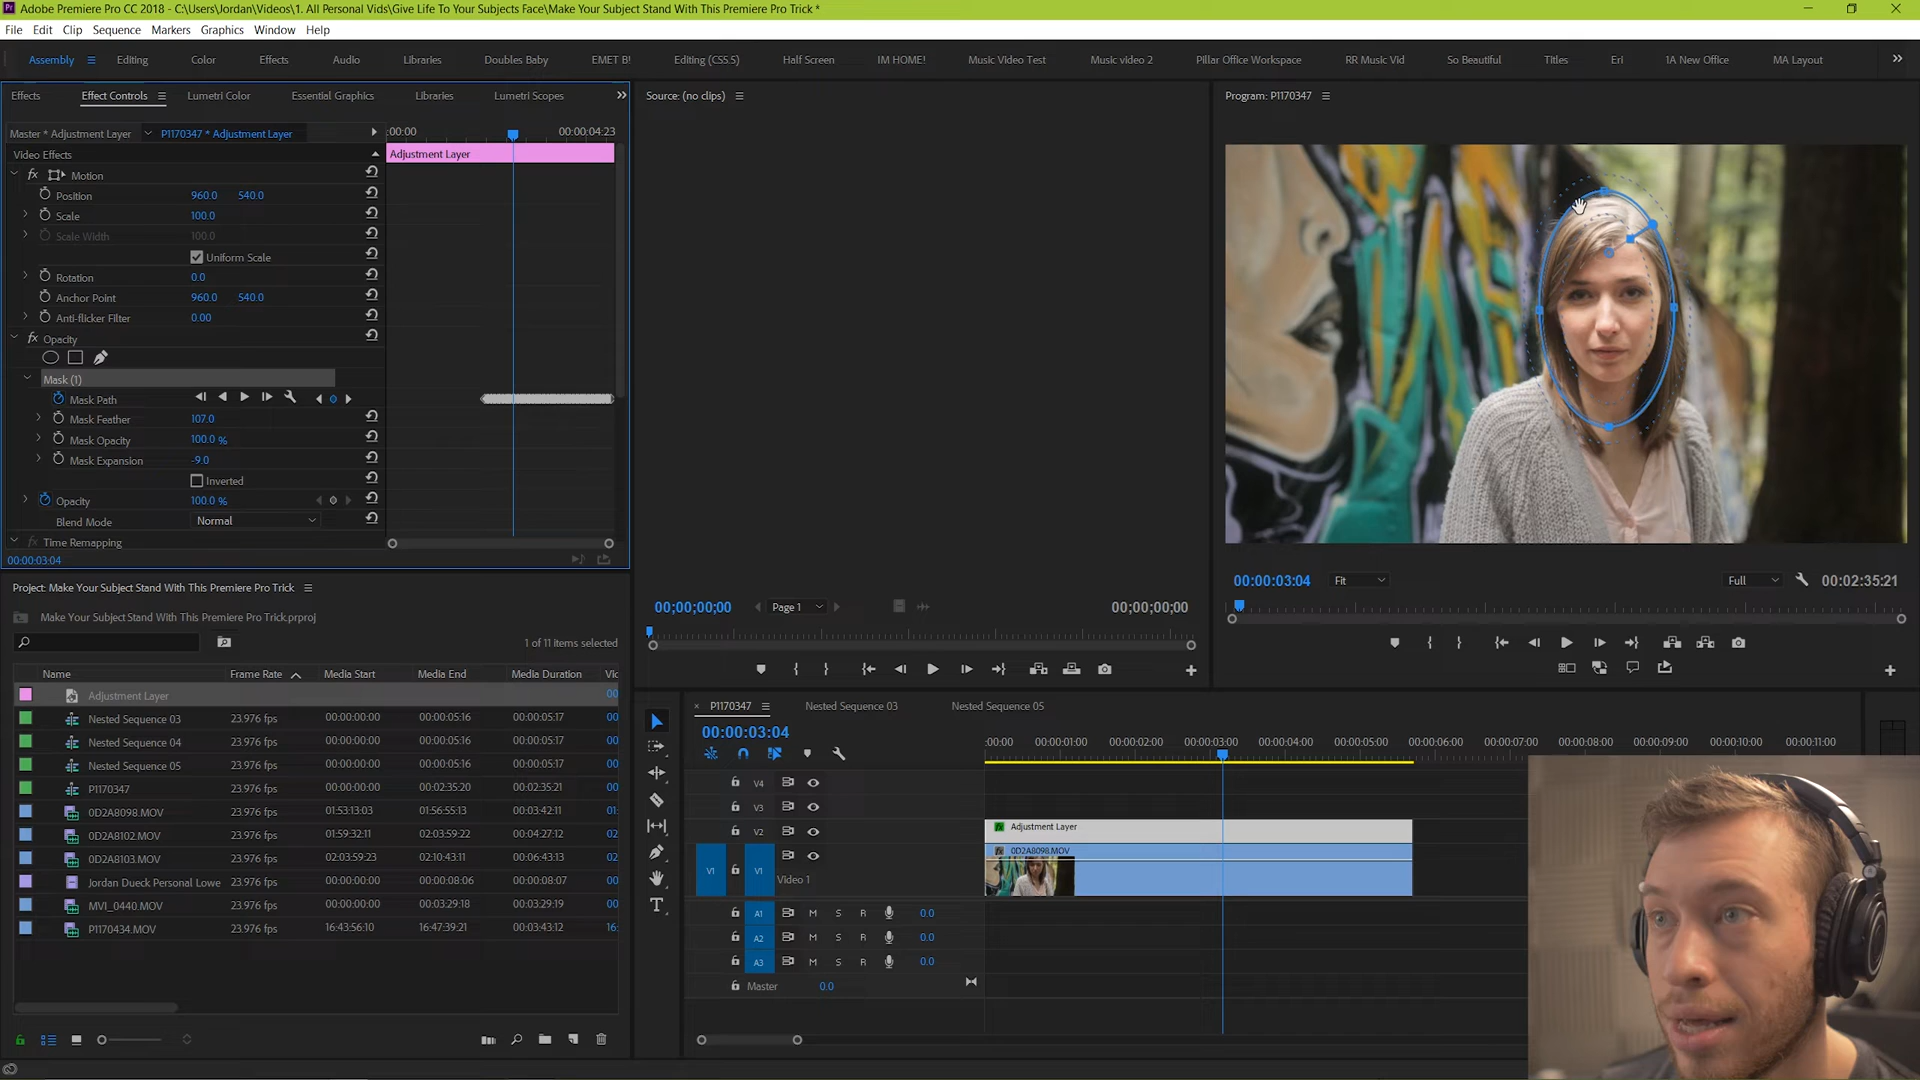 Adobe Premiere Pro CC 2018 - C:\Users\Jordan\Videos\1. All Personal Vids\Give Life To Your Subjects Face\Make Your Subject Stand With This Premiere Pro Trick *
File Edit Clip Sequence Markers Graphics Window Help
Assembly Editing Color Effects Audio Libraries Doubles Baby EMET B! Editing (CS5.5) Half Screen IM HOME! Music Video Test Music video 2 Pillar Office Workspace RR Music Vid So Beautiful Titles Eri 1A New Office MA Layout
Effects Effect Controls Lumetri Color Essential Graphics Libraries Lumetri Scopes
Source: (no clips)
Program: P1170347
Master * Adjustment Layer P1170347 * Adjustment Layer
:00:00 00:00:04:23
Video Effects
Adjustment Layer
fx Motion
Position 960.0 540.0
Scale 100.0
Scale Width 100.0
Uniform Scale
Rotation 0.0
Anchor Point 960.0 540.0
Anti-flicker Filter 0.00
fx Opacity
Mask (1)
Mask Path
Mask Feather 107.0
Mask Opacity 100.0 %
Mask Expansion -9.0
Inverted
Opacity 100.0 %
Blend Mode Normal
fx Time Remapping
00:00:03:04
00;00;00;00 Page 1 00;00;00;00
00:00:03:04 Fit Full 00:02:35:21
Project: Make Your Subject Stand With This Premiere Pro Trick
Make Your Subject Stand With This Premiere Pro Trick.prproj
1 of 11 items selected
Name Frame Rate Media Start Media End Media Duration Vic
Adjustment Layer 00
Nested Sequence 03 23.976 fps 00:00:00:00 00:00:05:16 00:00:05:17 00
Nested Sequence 04 23.976 fps 00:00:00:00 00:00:05:16 00:00:05:17 00
Nested Sequence 05 23.976 fps 00:00:00:00 00:00:05:16 00:00:05:17 00
P1170347 23.976 fps 00:00:00:00 00:02:35:20 00:02:35:21 00
0D2A8098.MOV 23.976 fps 01:53:13:03 01:56:55:13 00:03:42:11 01:
0D2A8102.MOV 23.976 fps 01:59:32:11 02:03:59:22 00:04:27:12 02
0D2A8103.MOV 23.976 fps 02:03:59:23 02:10:43:11 00:06:43:13 02:
Jordan Dueck Personal Lowe 23.976 fps 00:00:00:00 00:00:08:06 00:00:08:07 00
MVI_0440.MOV 23.976 fps 00:00:00:00 00:03:29:18 00:03:29:19 00
P1170434.MOV 23.976 fps 16:43:56:10 16:47:39:21 00:03:43:12 16:
P1170347 Nested Sequence 03 Nested Sequence 05
00:00:03:04
:00:00 00:00:01:00 00:00:02:00 00:00:03:00 00:00:04:00 00:00:05:00 00:00:06:00 00:00:07:00 00:00:08:00 00:00:09:00 00:00:10:00 00:00:11:00
V4
V3
V2 fx Adjustment Layer
V1 V1 Video 1 fx 0D2A8098.MOV
A1 M S R 0.0
A2 M S R 0.0
A3 M S R 0.0
Master 0.0